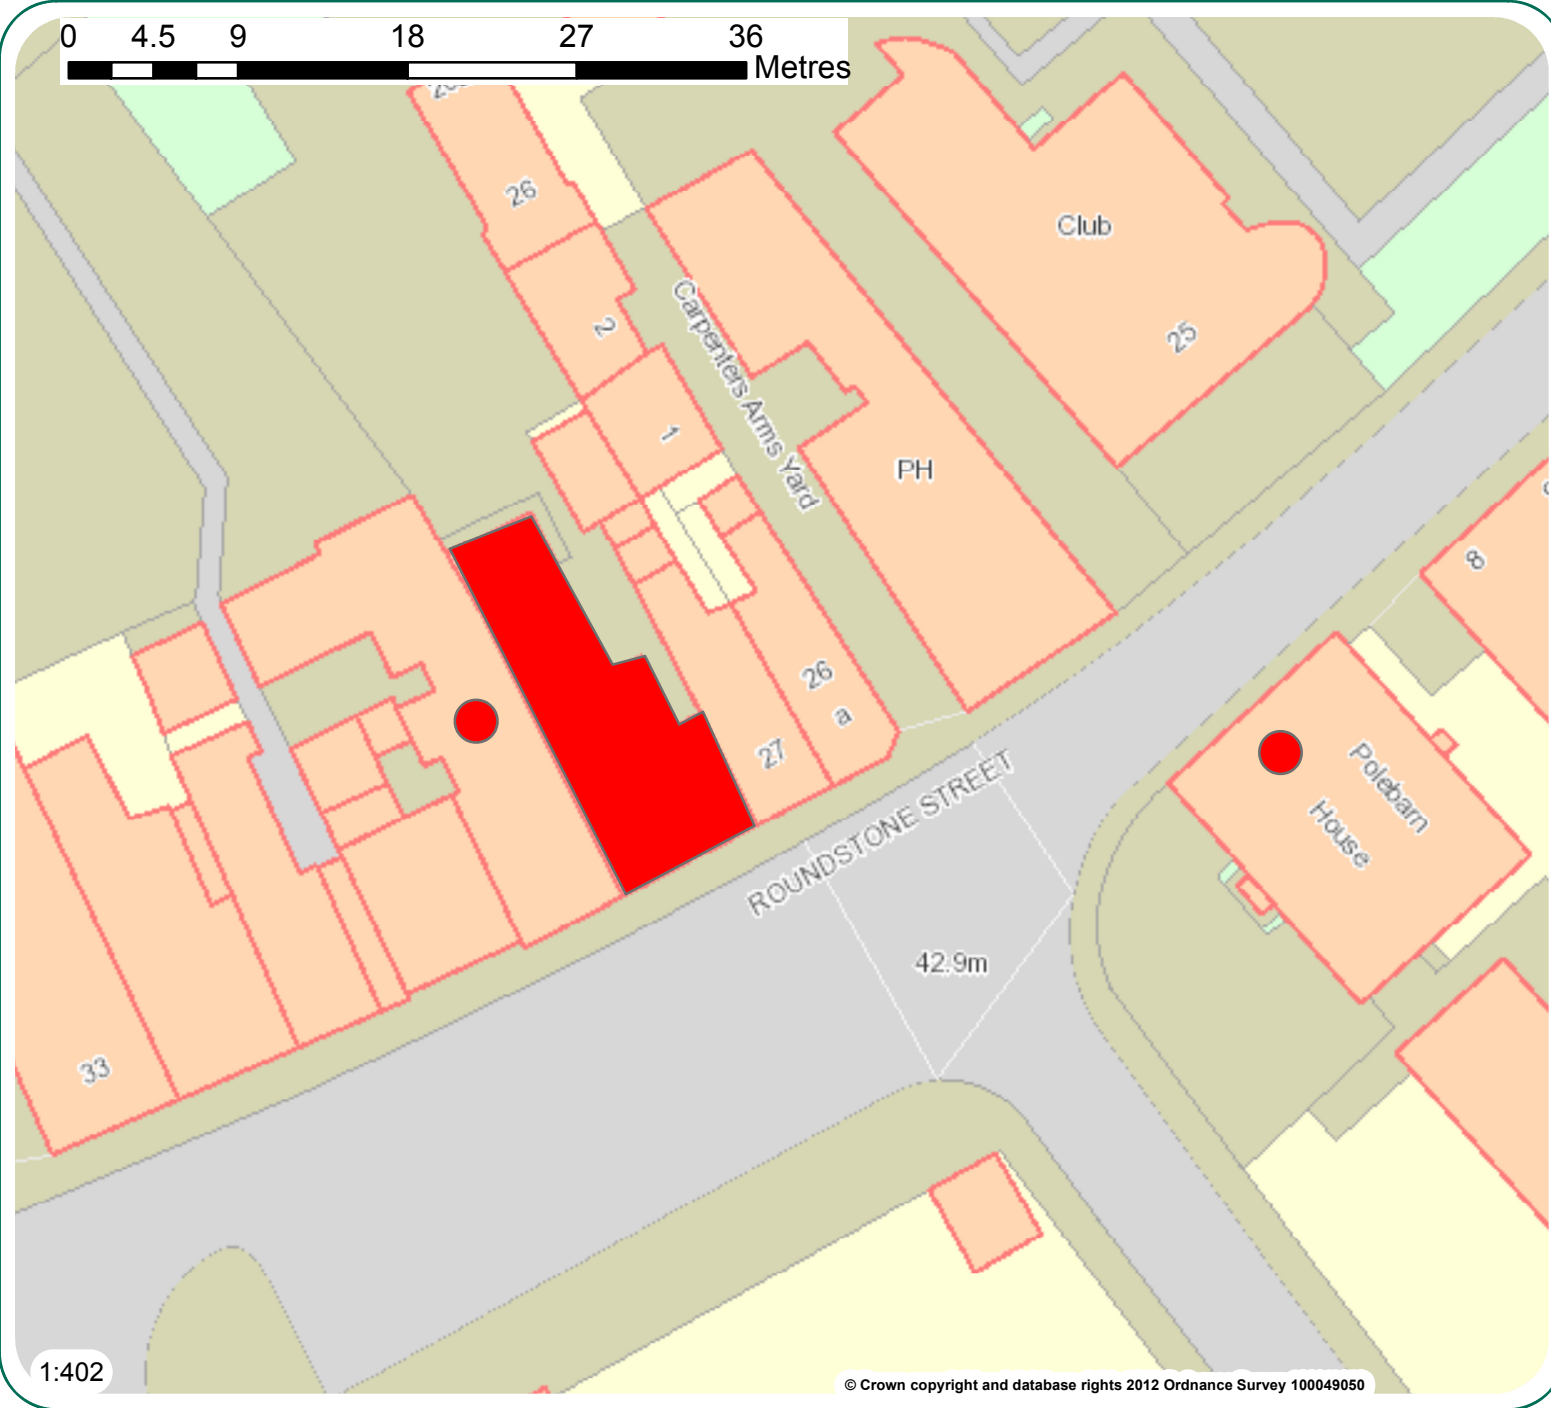 0 4.5 9 18 27 36
Metres
26
Club
2
25
Carpenters Arms Yard
1
PH
8
26
a
27
Polebarn
House
ROUNDSTONE STREET
42.9m
33
1:402
© Crown copyright and database rights 2012 Ordnance Survey 100049050